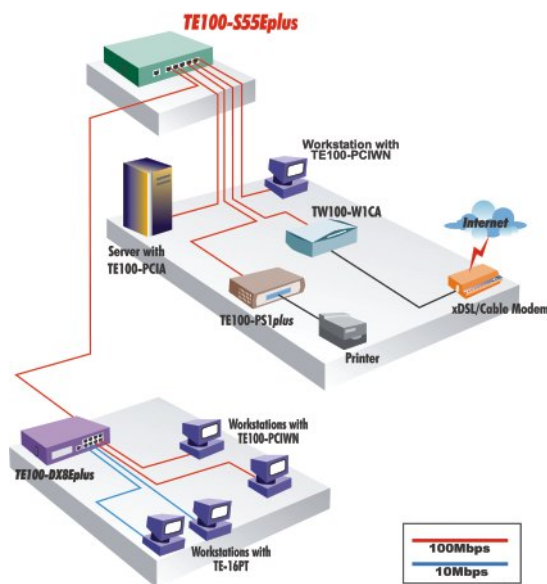 TE100-S55Eplus
Workstation with
TE100-PCIWN
TW100-W1CA
Internet
Server with
TE100-PCIA
TE100-PS1plus
xDSL/Cable Modem
Printer
Workstations with
TE100-PCIWN
TE100-DX8Eplus
Workstations with
TE-16PT
100Mbps
10Mbps